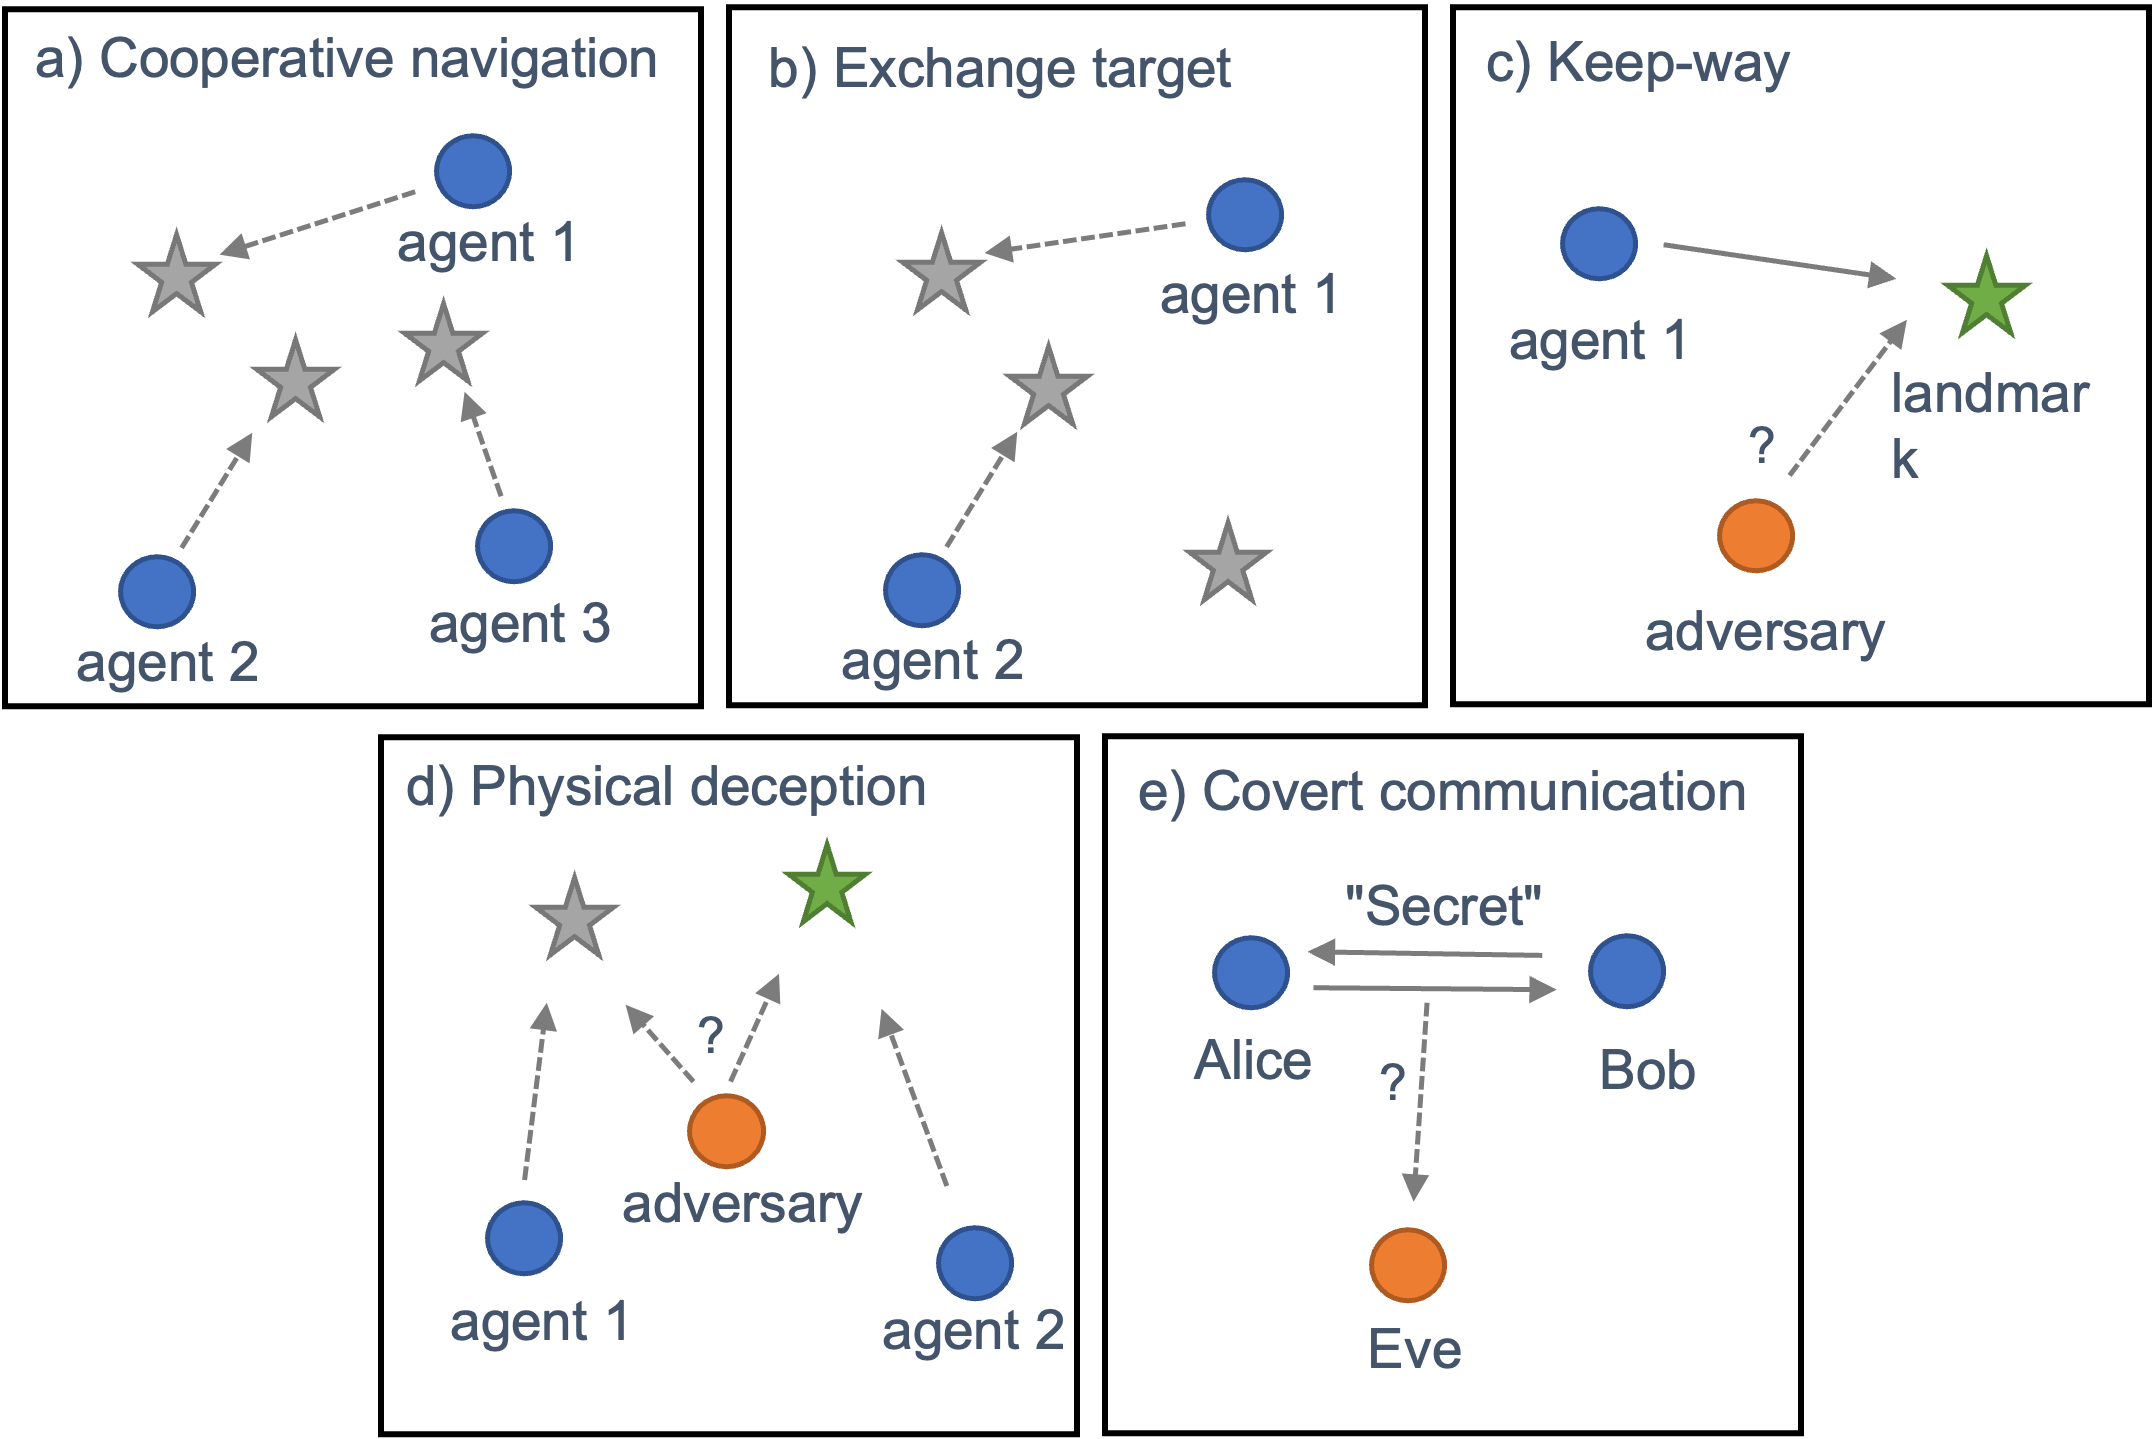 a) Cooperative navigation
agent 1
agent 2
agent 3
b) Exchange target
agent 1
agent 2
c) Keep-way
agent 1
landmar
k
?
adversary
d) Physical deception
?
adversary
agent 1
agent 2
e) Covert communication
"Secret"
Alice
Bob
?
Eve